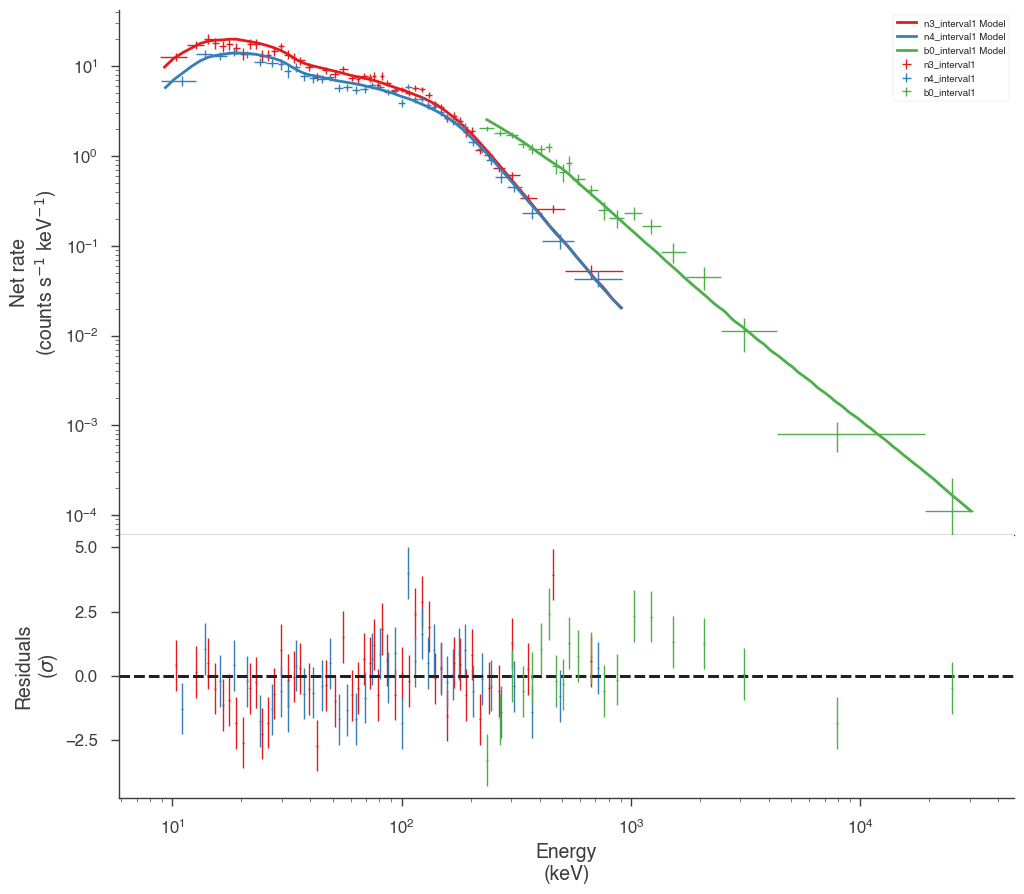 n3_interval1 Model
n4_interval1 Model
b0_interval1 Model
n3_interval1
n4_interval1
b0_interval1
10¹
10⁰
10⁻¹
10⁻²
10⁻³
10⁻⁴
Net rate
(counts s⁻¹ keV⁻¹)
5.0
2.5
0.0
−2.5
Residuals
(σ)
10¹ 10² 10³ 10⁴
Energy
(keV)